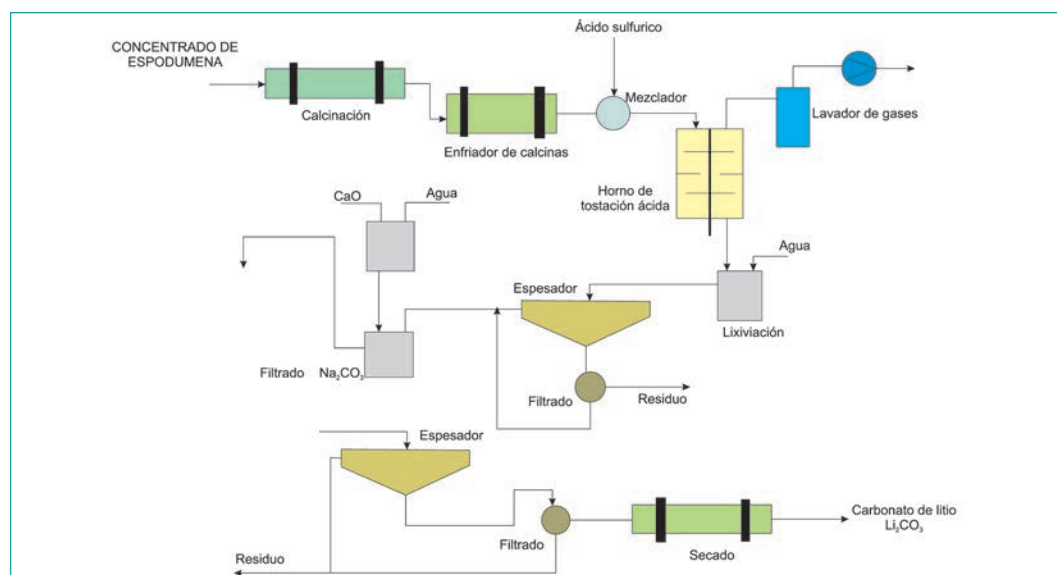 CONCENTRADO DE
ESPODUMENA
Calcinación
Enfriador de calcinas
Ácido sulfurico
Mezclador
Lavador de gases
Horno de
tostación ácida
CaO
Agua
Agua
Lixiviación
Espesador
Filtrado
Residuo
Filtrado
Na₂CO₃
Espesador
Filtrado
Secado
Carbonato de litio
Li₂CO₃
Residuo